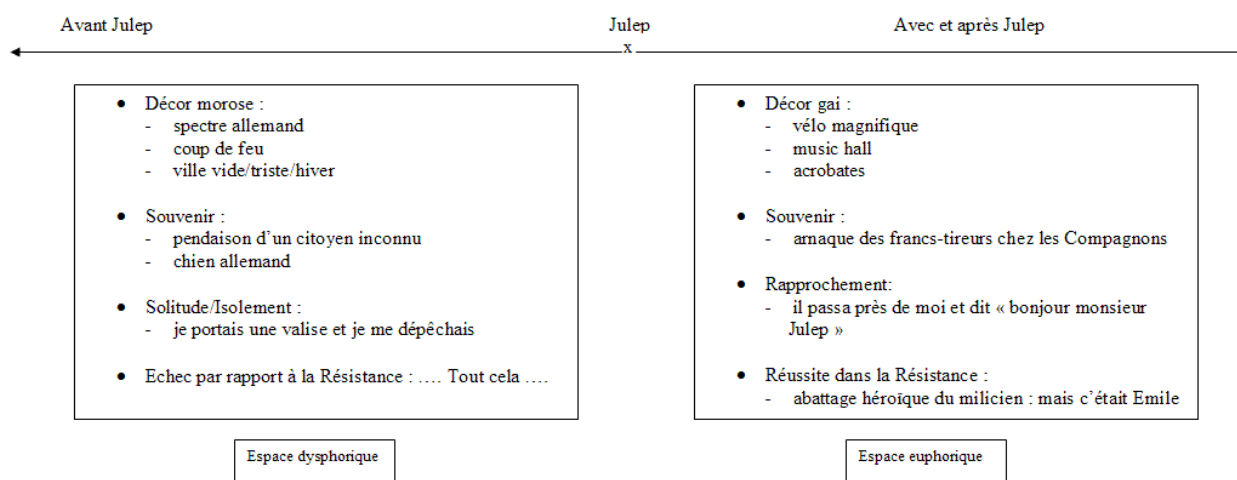 Avant Julep
Julep
Avec et après Julep
x
• Décor morose :
- spectre allemand
- coup de feu
- ville vide/triste/hiver
• Souvenir :
- pendaison d'un citoyen inconnu
- chien allemand
• Solitude/Isolement :
- je portais une valise et je me dépêchais
• Echec par rapport à la Résistance : …. Tout cela ….
Espace dysphorique
• Décor gai :
- vélo magnifique
- music hall
- acrobates
• Souvenir :
- arnaque des francs-tireurs chez les Compagnons
• Rapprochement:
- il passa près de moi et dit « bonjour monsieur
Julep »
• Réussite dans la Résistance :
- abattage héroïque du milicien : mais c'était Emile
Espace euphorique